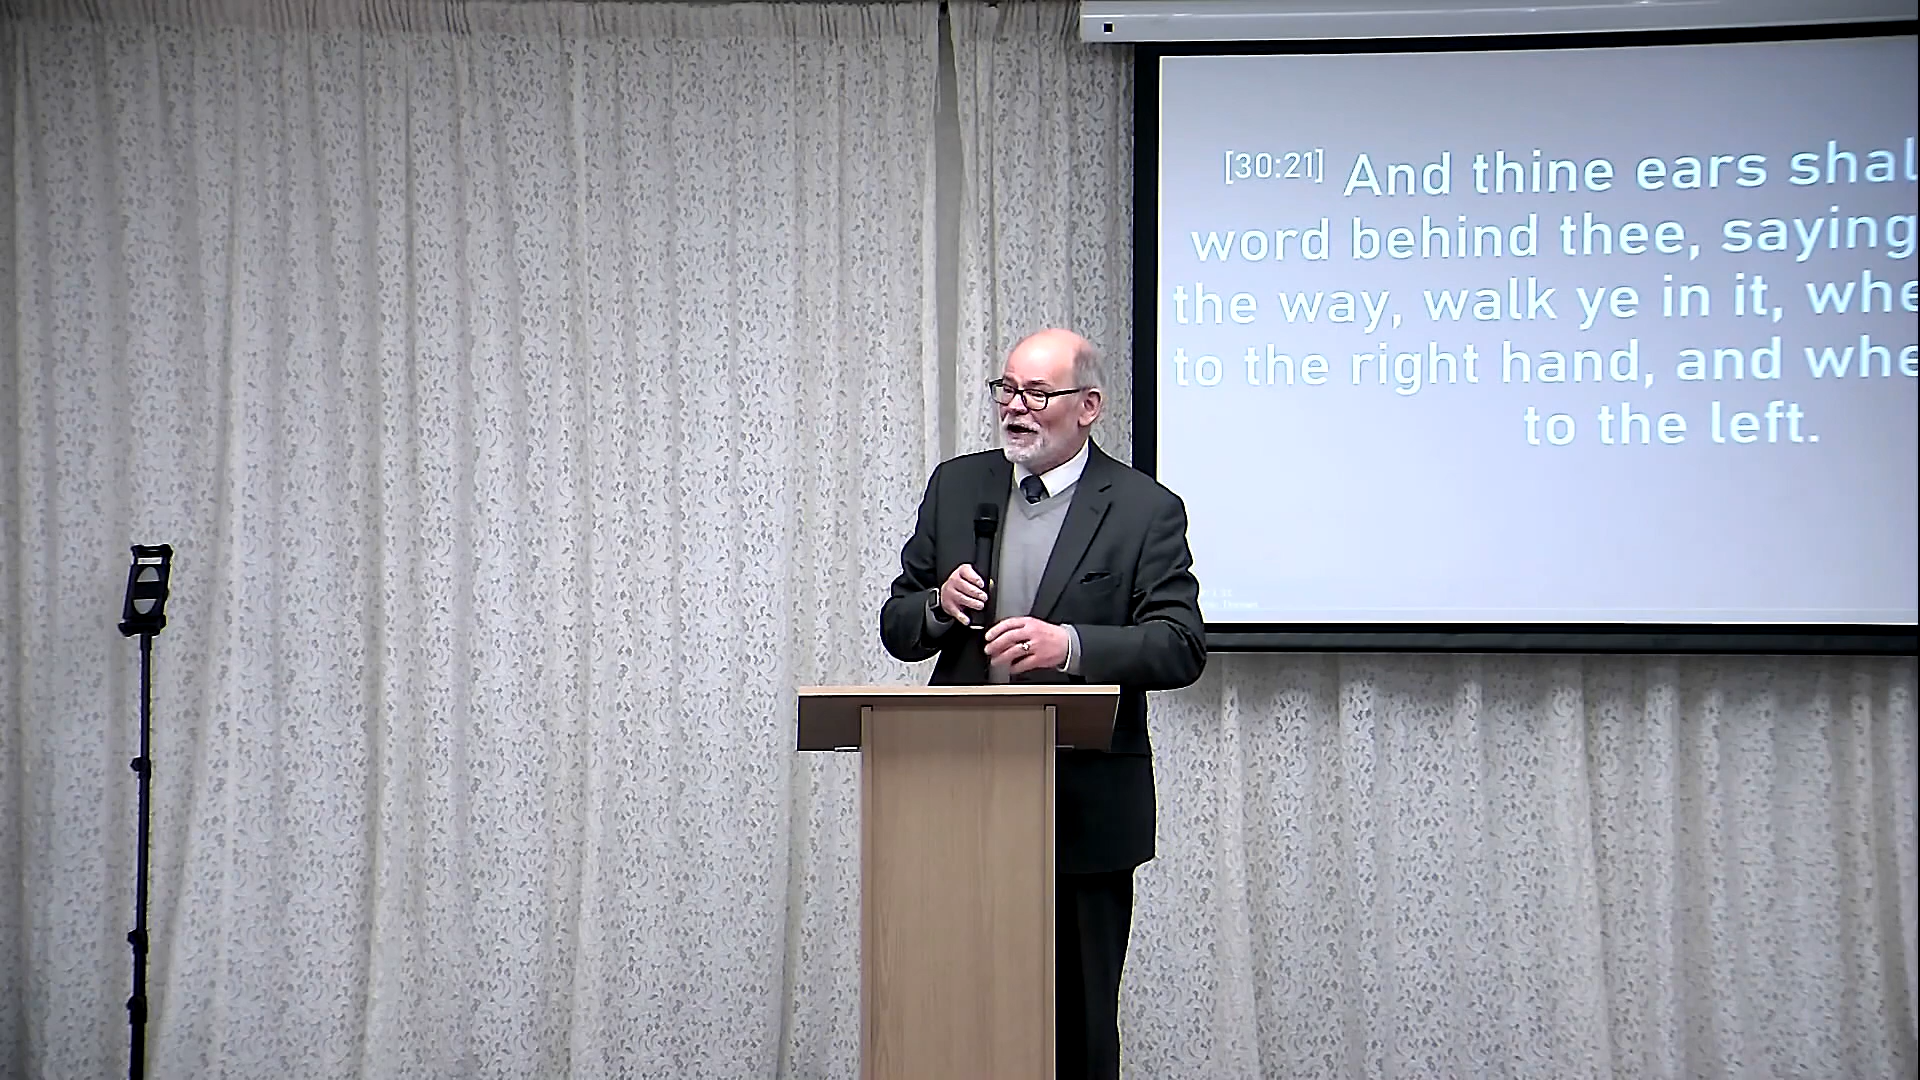 [30:21] And thine ears shal
word behind thee, saying
the way, walk ye in it, whe
to the right hand, and whe
to the left.